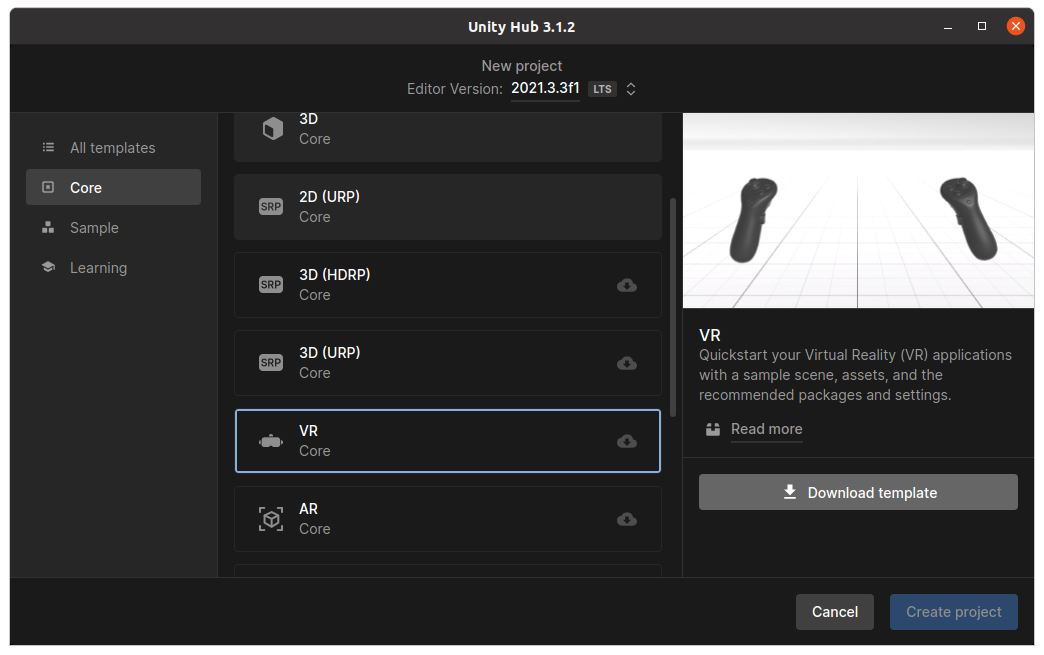 Unity Hub 3.1.2
New project
Editor Version: 2021.3.3f1 LTS
All templates
Core
Sample
Learning
3D
Core
SRP
2D (URP)
Core
SRP
3D (HDRP)
Core
SRP
3D (URP)
Core
VR
Core
AR
Core
VR
Quickstart your Virtual Reality (VR) applications
with a sample scene, assets, and the
recommended packages and settings.
Read more
Download template
Cancel
Create project